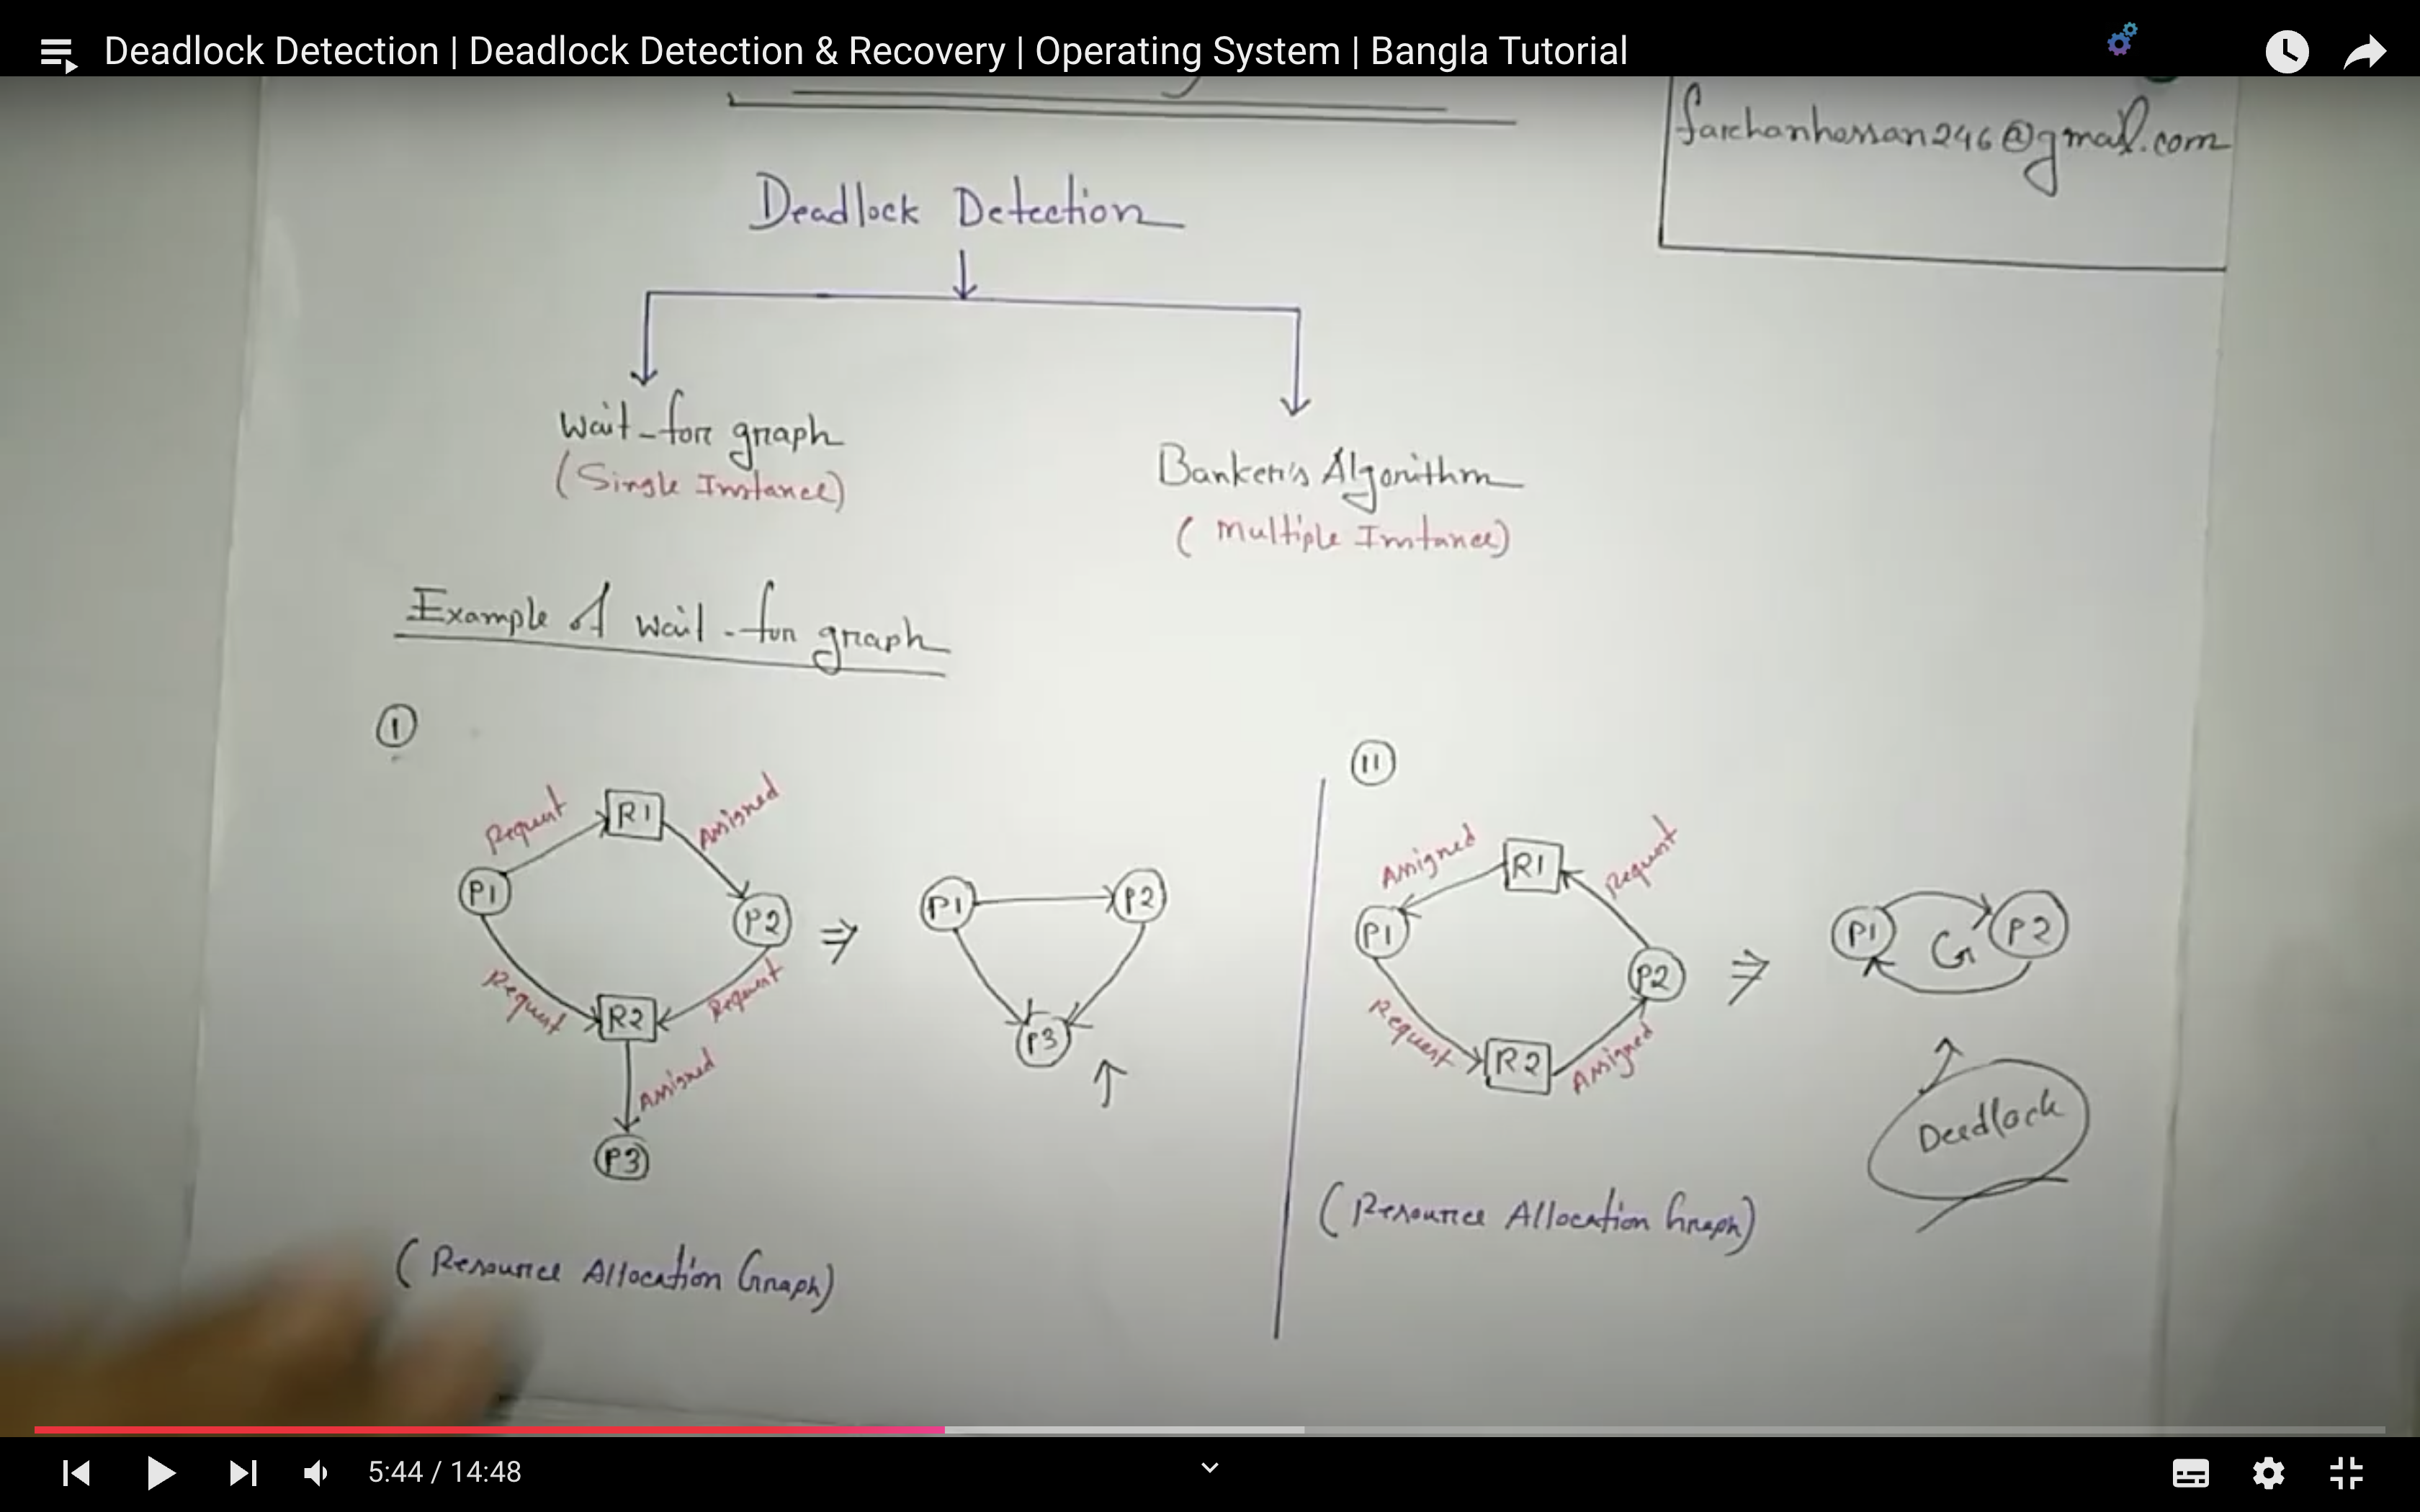 Deadlock Detection | Deadlock Detection & Recovery | Operating System | Bangla Tutorial
farhanhossan246@gmail.com
Deadlock Detection
Wait-for graph
(Single Instance)
Banker's Algorithm
(Multiple Instance)
Example of Wait-for graph
I
Request
R1
Assigned
P1
P2
⇒
P1
P2
Request
R2
Request
P3
Assigned
P3
(Resource Allocation Graph)
II
Assigned
R1
Request
P1
P2
⇒
P1
P2
Request
R2
Assigned
Deadlock
(Resource Allocation Graph)
5:44 / 14:48